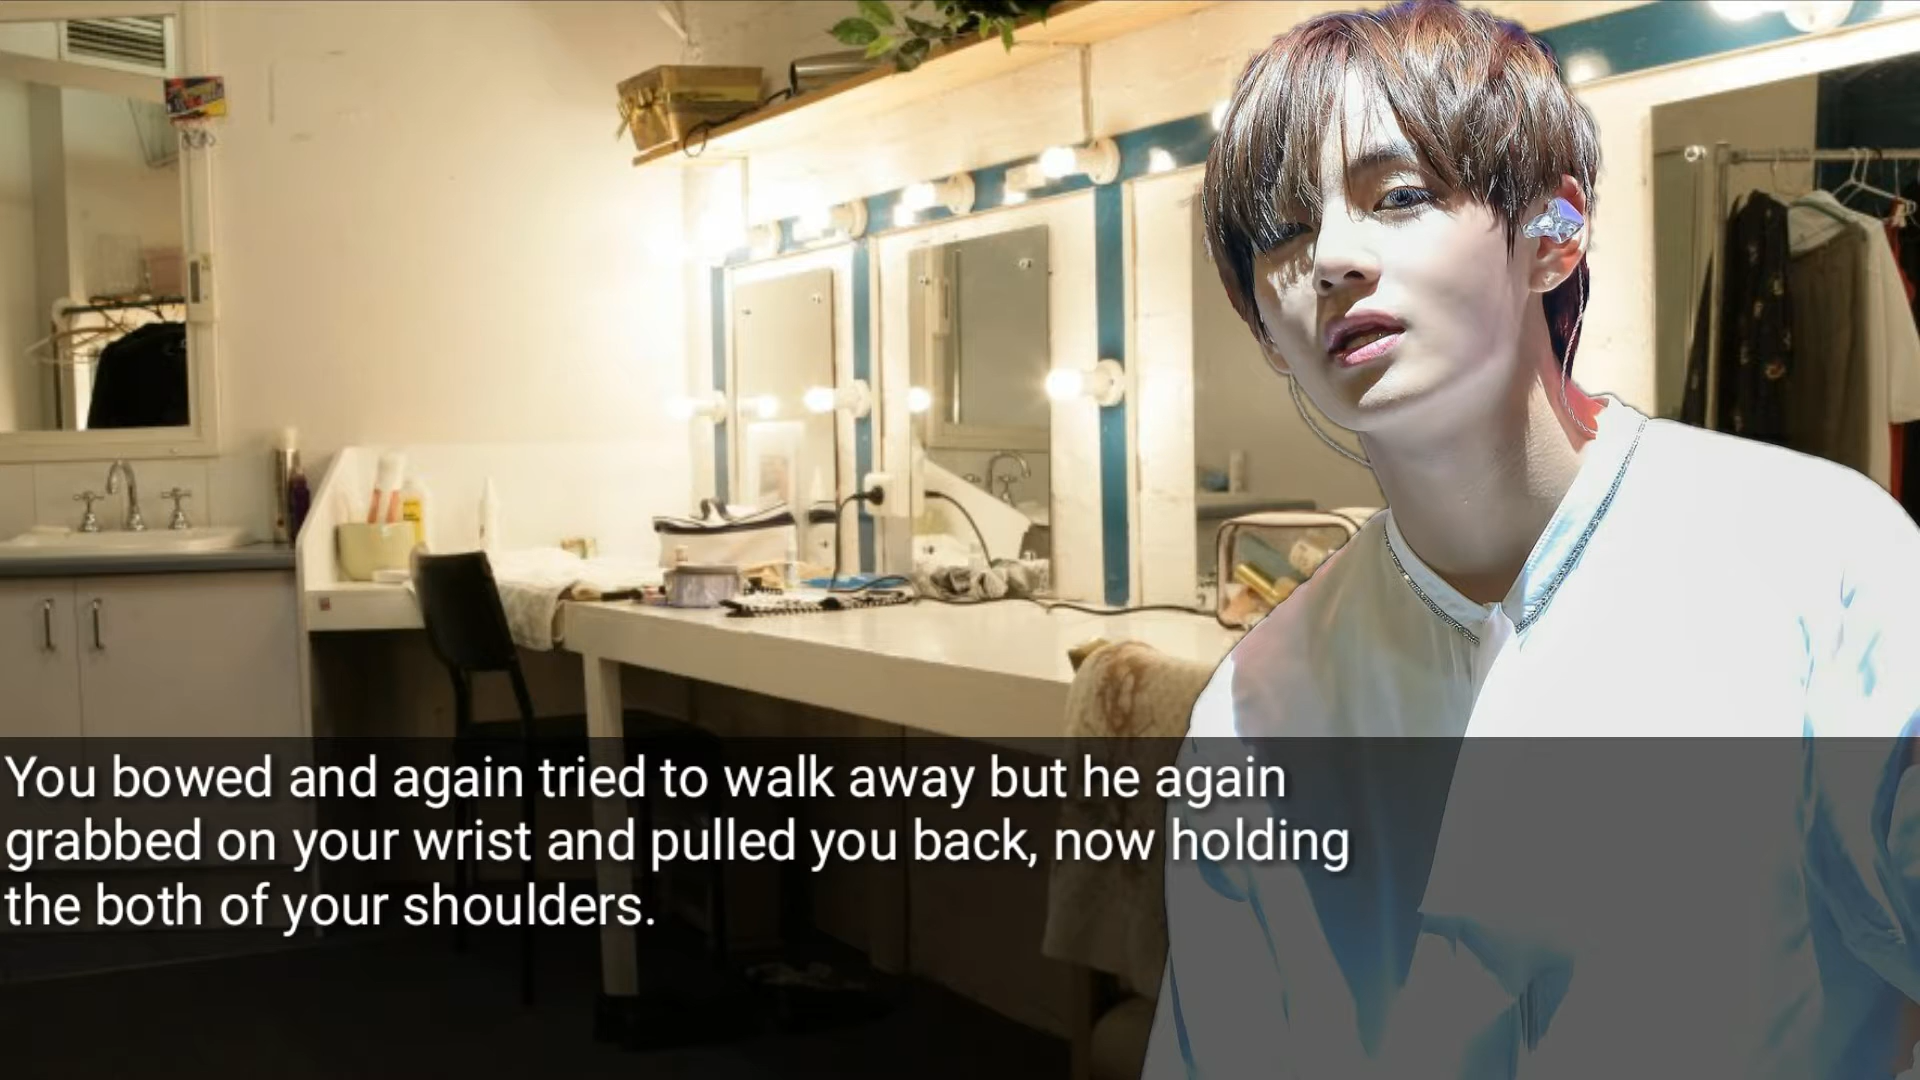 You bowed and again tried to walk away but he again
grabbed on your wrist and pulled you back, now holding
the both of your shoulders.